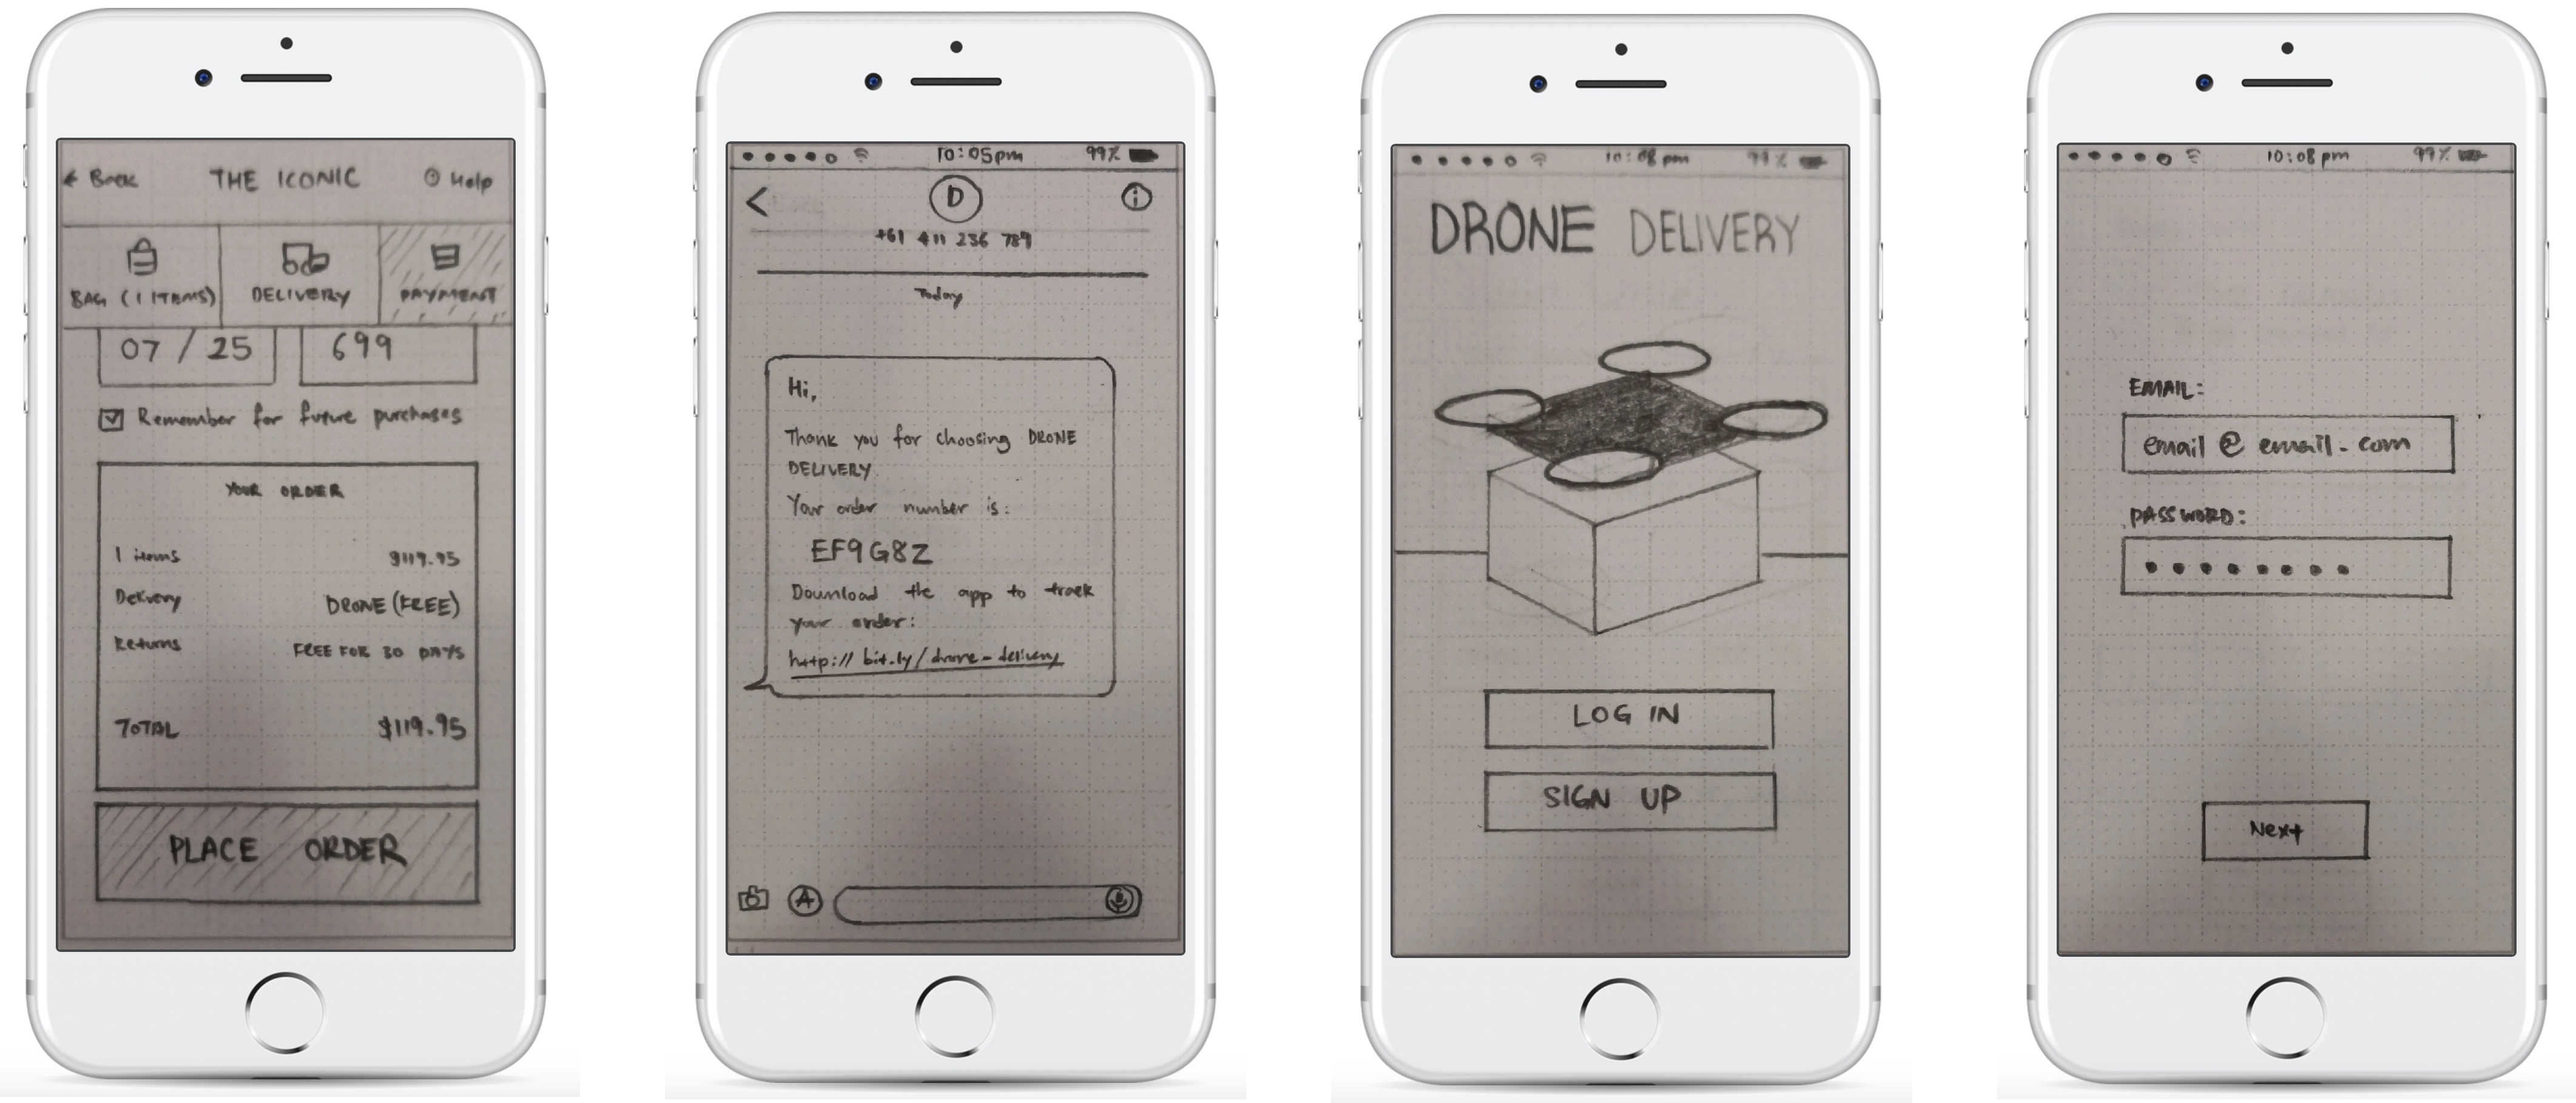 ← Back THE ICONIC Help
BAG (1 ITEMS) DELIVERY PAYMENT
07 / 25 699
Remember for future purchases
YOUR ORDER
1 items $119.95
Delivery DRONE (FREE)
Returns FREE FOR 30 DAYS
TOTAL $119.95
PLACE ORDER
10:05pm 99%
D
+61 411 236 789
Today
Hi,
Thank you for choosing DRONE
DELIVERY.
Your order number is:
EF9G8Z
Download the app to track
your order:
http://bit.ly/drone-delivery
A
10:08 pm 99%
DRONE DELIVERY
LOG IN
SIGN UP
10:08 pm 99%
EMAIL:
email @ email.com
PASSWORD:
Next